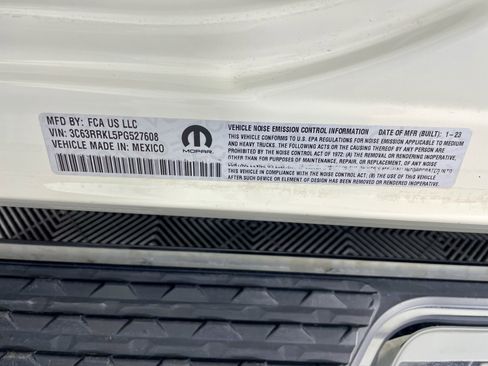 MFD BY: FCA US LLC
VIN: 3C63RRKL5PG527608
VEHICLE MADE IN: MEXICO
MOPAR
VEHICLE NOISE EMISSION CONTROL INFORMATION DATE OF MFR (BUILT): 1-23
THIS VEHICLE CONFORMS TO U.S. EPA REGULATIONS FOR NOISE EMISSION APPLICABLE TO MEDIUM
AND HEAVY TRUCKS. THE FOLLOWING ACTS OR THE CAUSING THEREOF BY ANY PERSON ARE
PROHIBITED BY THE NOISE CONTROL ACT OF 1972: (A) THE REMOVAL OR RENDERING INOPERATIVE,
OTHER THAN FOR PURPOSES OF MAINTENANCE, REPAIR, OR REPLACEMENT, OF ANY NOISE
INCORPORATED INTO
THIS VEHICLE IN COMPLIANCE WITH THE NOISE CONTROL ACT; (B) THE USE OF THIS VEHICLE
AFTER SUCH DEVICE OR ELEMENT OF DESIGN HAS BEEN REMOVED OR RENDERED INOPERATIVE.